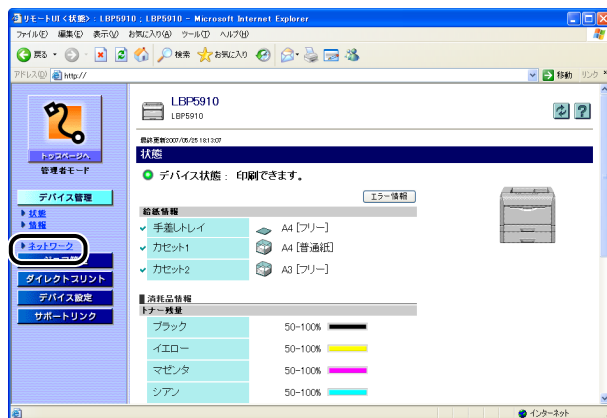 リモートUI <状態> : LBP5910 ; LBP5910 - Microsoft Internet Explorer
ファイル(F) 編集(E) 表示(V) お気に入り(A) ツール(T) ヘルプ(H)
戻る 検索 お気に入り
アドレス(D) http:// 移動 リンク »
LBP5910
LBP5910
最終更新2007/05/25 18:13:07
トップページへ
管理者モード
状態
デバイス状態: 印刷できます。
エラー情報
デバイス管理
状態
情報
ネットワーク
ダイレクトプリント
デバイス設定
サポートリンク
給紙情報
手差しトレイ A4 [フリー]
カセット1 A4 [普通紙]
カセット2 A3 [フリー]
消耗品情報
トナー残量
ブラック 50-100%
イエロー 50-100%
マゼンタ 50-100%
シアン 50-100%
インターネット